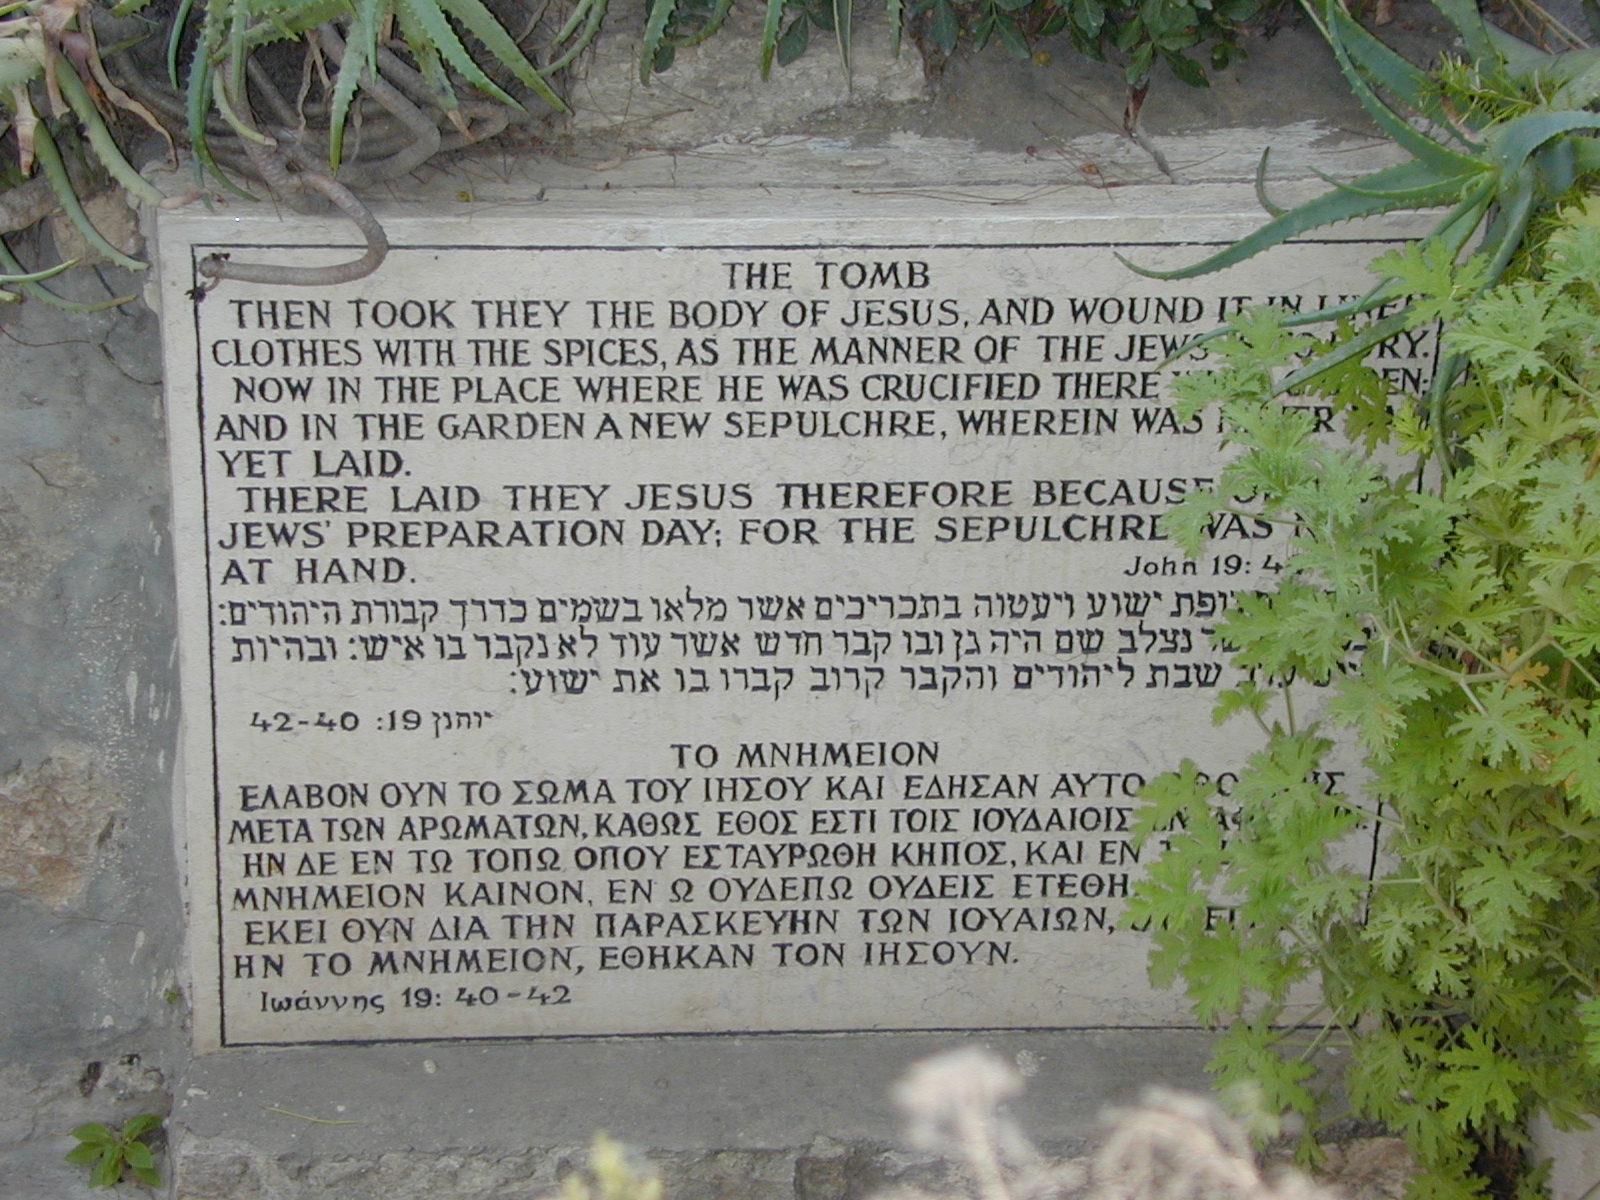 THE TOMB
THEN TOOK THEY THE BODY OF JESUS, AND WOUND IT IN LINEN
CLOTHES WITH THE SPICES, AS THE MANNER OF THE JEWS
NOW IN THE PLACE WHERE HE WAS CRUCIFIED THERE
AND IN THE GARDEN A NEW SEPULCHRE, WHEREIN WAS
YET LAID.
THERE LAID THEY JESUS THEREFORE BECAUSE
JEWS' PREPARATION DAY; FOR THE SEPULCHRE WAS
AT HAND.
John 19:
ישוע ויעטוה בתכריכים אשר מלאו בשמים כדרך קבורת היהודים:
נצלב שם היה גן ובו קבר חדש אשר עוד לא נקבר בו איש: ובהיות
שבת ליהודים והקבר קרוב קברו בו את ישוע:
יוחנן 19: 40-42
ΤΟ ΜΝΗΜΕΙΟΝ
ΕΛΑΒΟΝ ΟΥΝ ΤΟ ΣΩΜΑ ΤΟΥ ΙΗΣΟΥ ΚΑΙ ΕΔΗΣΑΝ ΑΥΤΟ
ΜΕΤΑ ΤΩΝ ΑΡΩΜΑΤΩΝ, ΚΑΘΩΣ ΕΘΟΣ ΕΣΤΙ ΤΟΙΣ ΙΟΥΔΑΙΟΙΣ
ΗΝ ΔΕ ΕΝ ΤΩ ΤΟΠΩ ΟΠΟΥ ΕΣΤΑΥΡΩΘΗ ΚΗΠΟΣ, ΚΑΙ ΕΝ
ΜΝΗΜΕΙΟΝ ΚΑΙΝΟΝ, ΕΝ Ω ΟΥΔΕΠΩ ΟΥΔΕΙΣ ΕΤΕΘΗ.
ΕΚΕΙ ΟΥΝ ΔΙΑ ΤΗΝ ΠΑΡΑΣΚΕΥΗΝ ΤΩΝ ΙΟΥΑΙΩΝ,
ΗΝ ΤΟ ΜΝΗΜΕΙΟΝ, ΕΘΗΚΑΝ ΤΟΝ ΙΗΣΟΥΝ.
Ιωάννης 19: 40-42